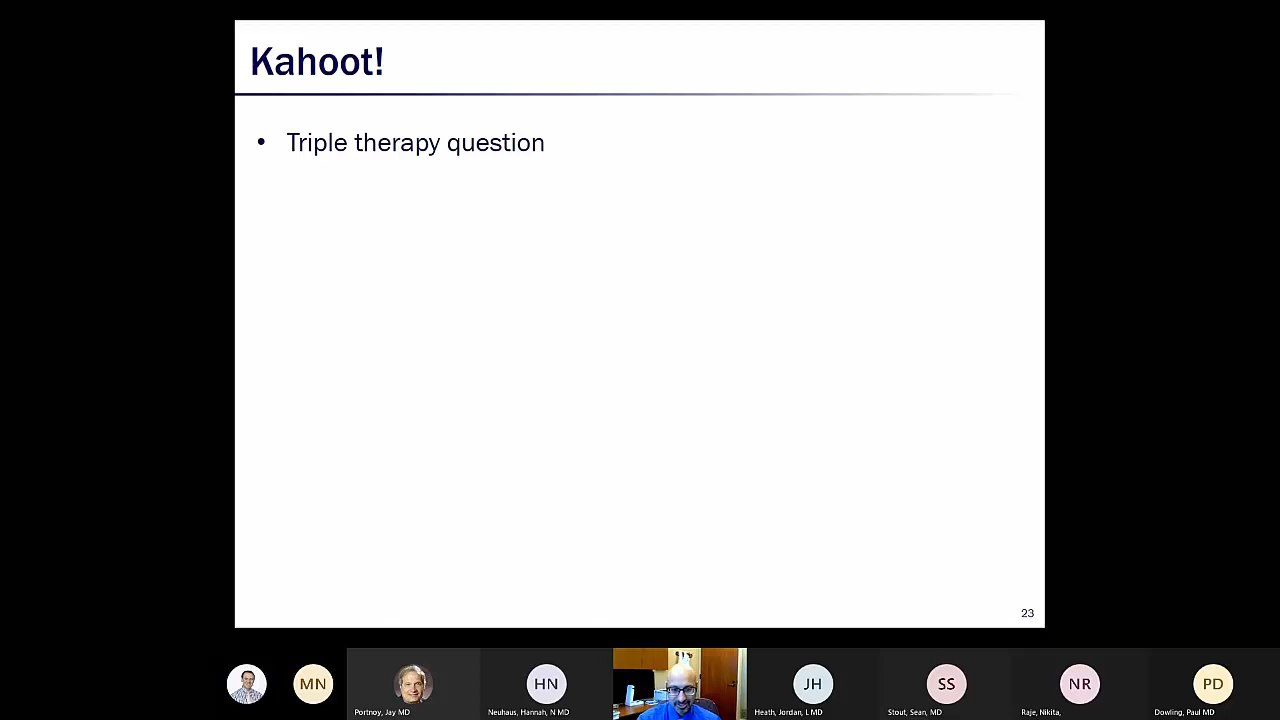 Kahoot!
• Triple therapy question
23
MN
HN
JH
SS
NR
PD
Portnoy, Jay MD
Neuhaus, Hannah, N MD
Heath, Jordan, L MD
Stout, Sean, MD
Raje, Nikita,
Dowling, Paul MD